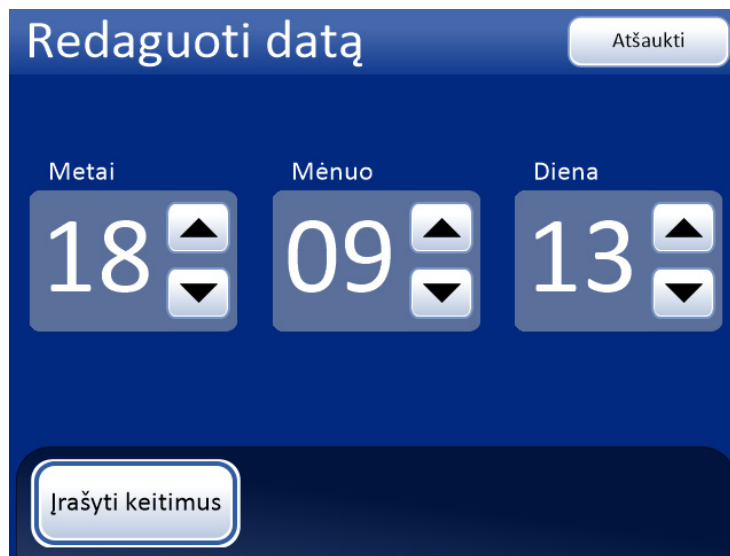 Redaguoti datą
Atšaukti
Metai
Mėnuo
Diena
18
09
13
Įrašyti keitimus